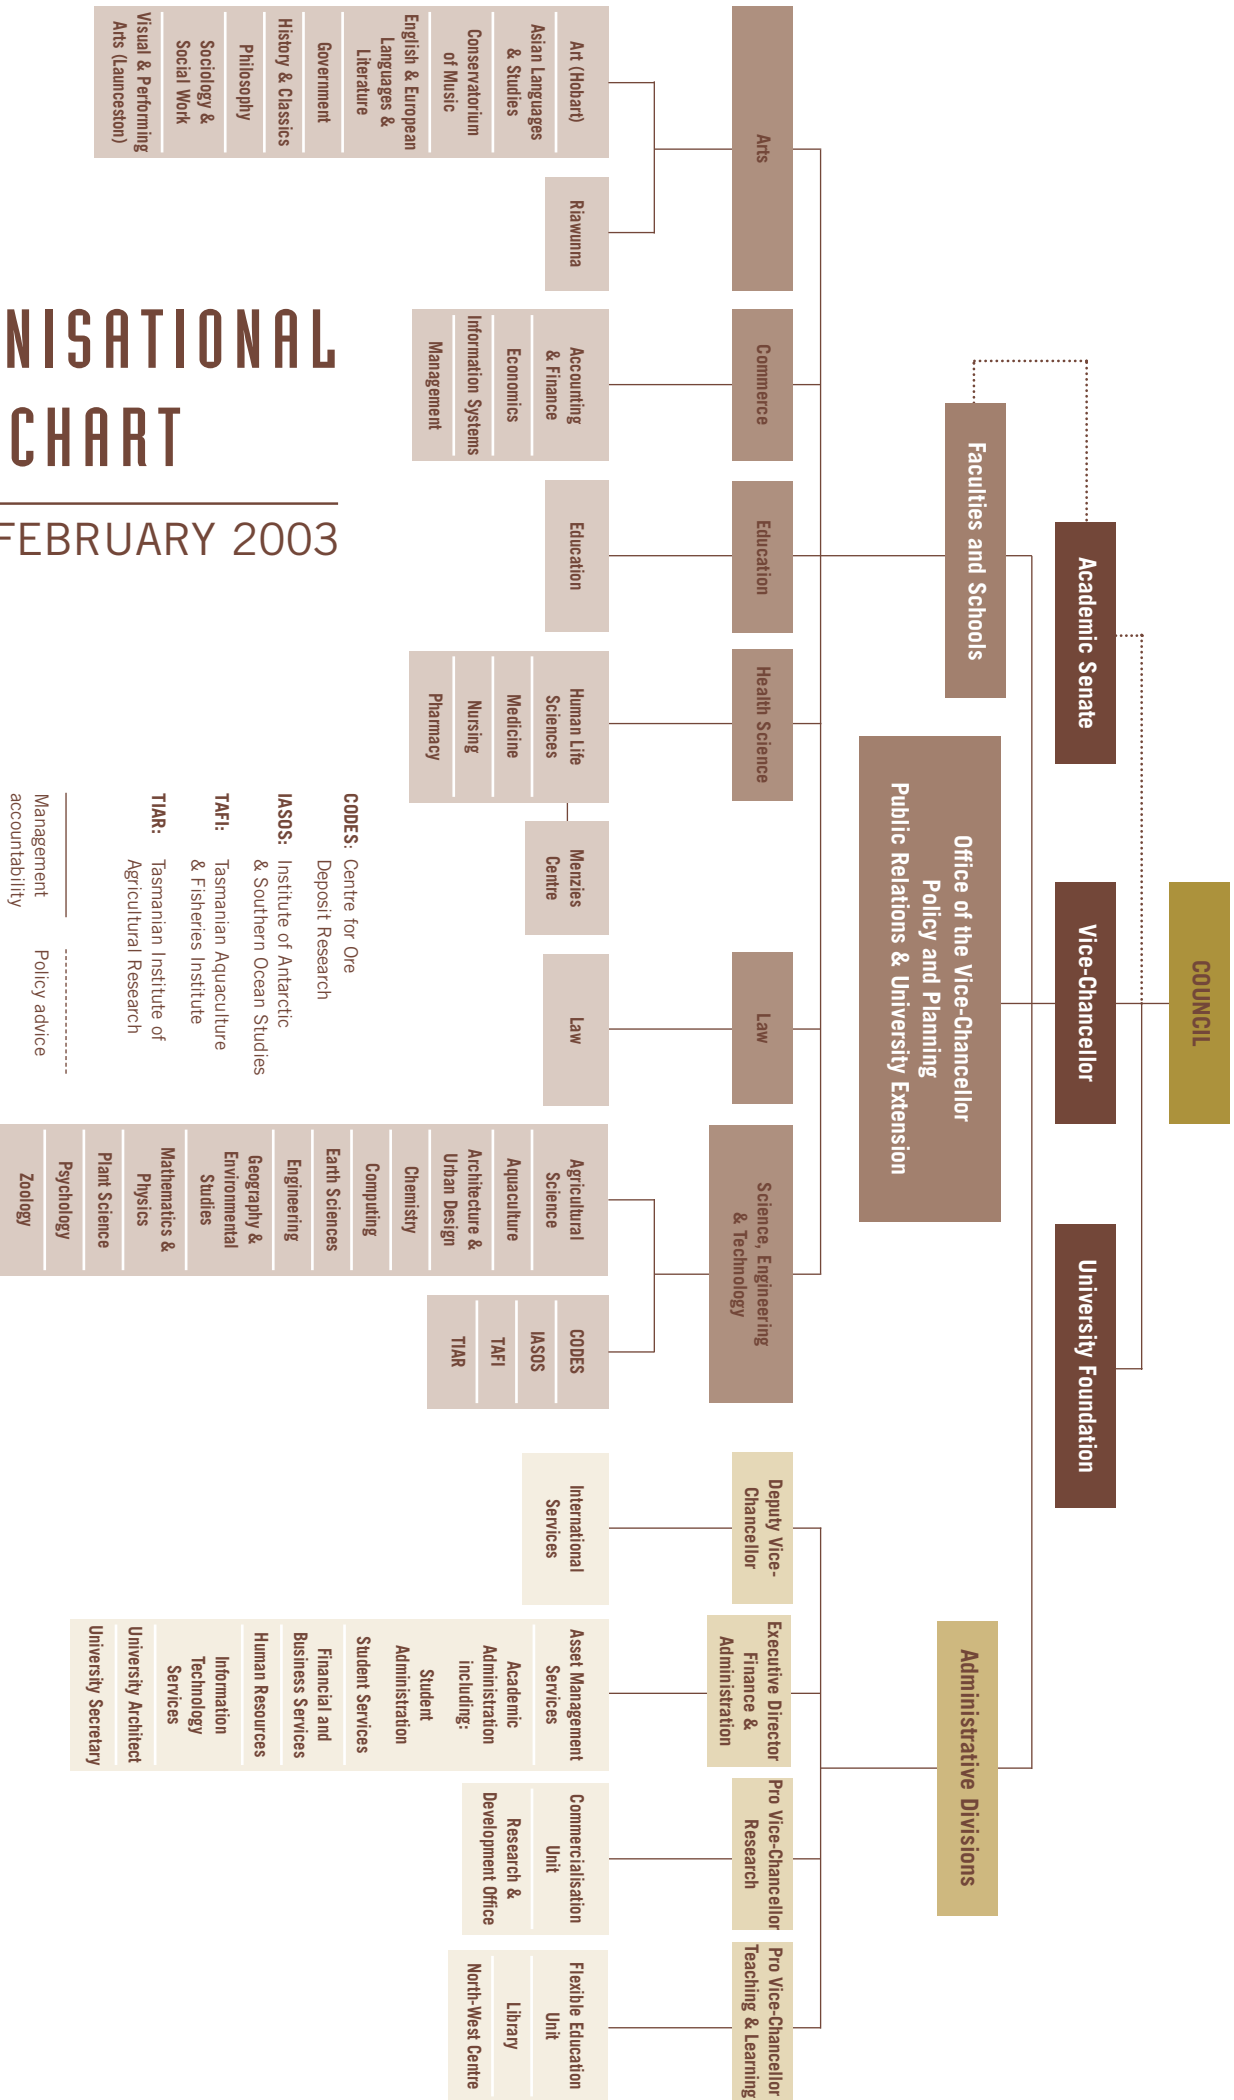 COUNCIL
Academic Senate
Vice-Chancellor
University Foundation
Faculties and Schools
Office of the Vice-Chancellor
Policy and Planning
Public Relations & University Extension
Administrative Divisions
Arts
Commerce
Education
Health Science
Law
Science, Engineering
& Technology
Deputy Vice-
Chancellor
Executive Director
Finance &
Administration
Pro Vice-Chancellor
Research
Pro Vice-Chancellor
Teaching & Learning
Art (Hobart)
Asian Languages
& Studies
Conservatorium
of Music
English & European
Languages &
Literature
Government
History & Classics
Philosophy
Sociology &
Social Work
Visual & Performing
Arts (Launceston)
Riawunna
Accounting
& Finance
Economics
Information Systems
Management
Education
Human Life
Sciences
Medicine
Nursing
Pharmacy
Menzies
Centre
Law
Agricultural
Science
Aquaculture
Architecture &
Urban Design
Chemistry
Computing
Earth Sciences
Engineering
Geography &
Environmental
Studies
Mathematics &
Physics
Plant Science
Psychology
Zoology
CODES
IASOS
TAFI
TIAR
International
Services
Asset Management
Services
Academic
Administration
including:
Student
Administration
Student Services
Financial and
Business Services
Human Resources
Information
Technology
Services
University Architect
University Secretary
Commercialisation
Unit
Research &
Development Office
Flexible Education
Unit
Library
North-West Centre
NISATIONAL
CHART
FEBRUARY 2003
CODES: Centre for Ore
Deposit Research
IASOS: Institute of Antarctic
& Southern Ocean Studies
TAFI: Tasmanian Aquaculture
& Fisheries Institute
TIAR: Tasmanian Institute of
Agricultural Research
Management
accountability
Policy advice